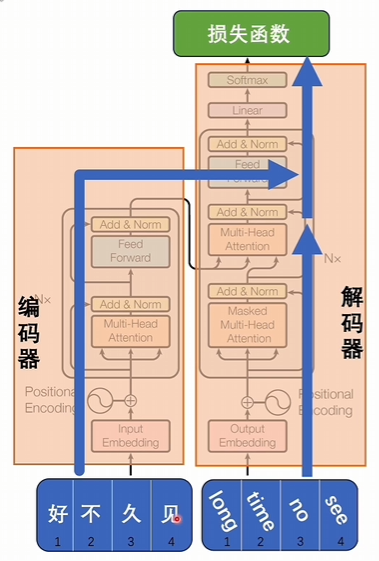 损失函数
Softmax
Linear
Add & Norm
Feed
Forward
Add & Norm
Multi-Head
Attention
N×
Add & Norm
Masked
Multi-Head
Attention
解码器
Positional
Encoding
Output
Embedding
Add & Norm
Feed
Forward
N×
Add & Norm
Multi-Head
Attention
编码器
Positional
Encoding
Input
Embedding
好 不 久 见
1 2 3 4
long time no see
1 2 3 4